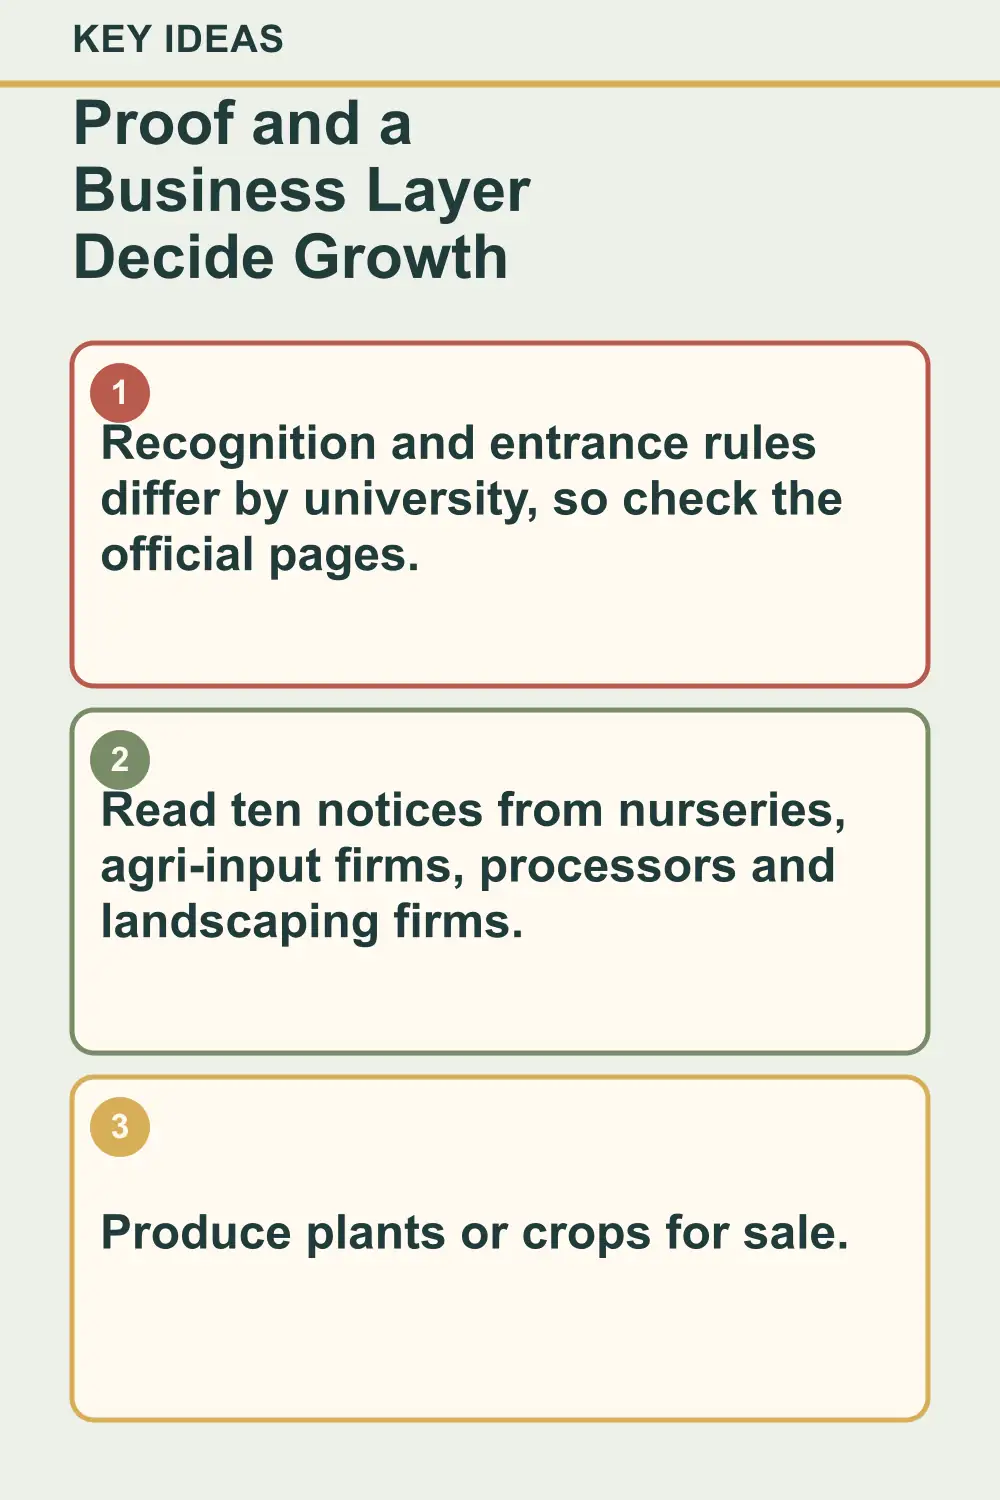 KEY IDEAS
Proof and a
Business Layer
Decide Growth
1
Recognition and entrance rules
differ by university, so check the
official pages.
2
Read ten notices from nurseries,
agri-input firms, processors and
landscaping firms.
3
Produce plants or crops for sale.